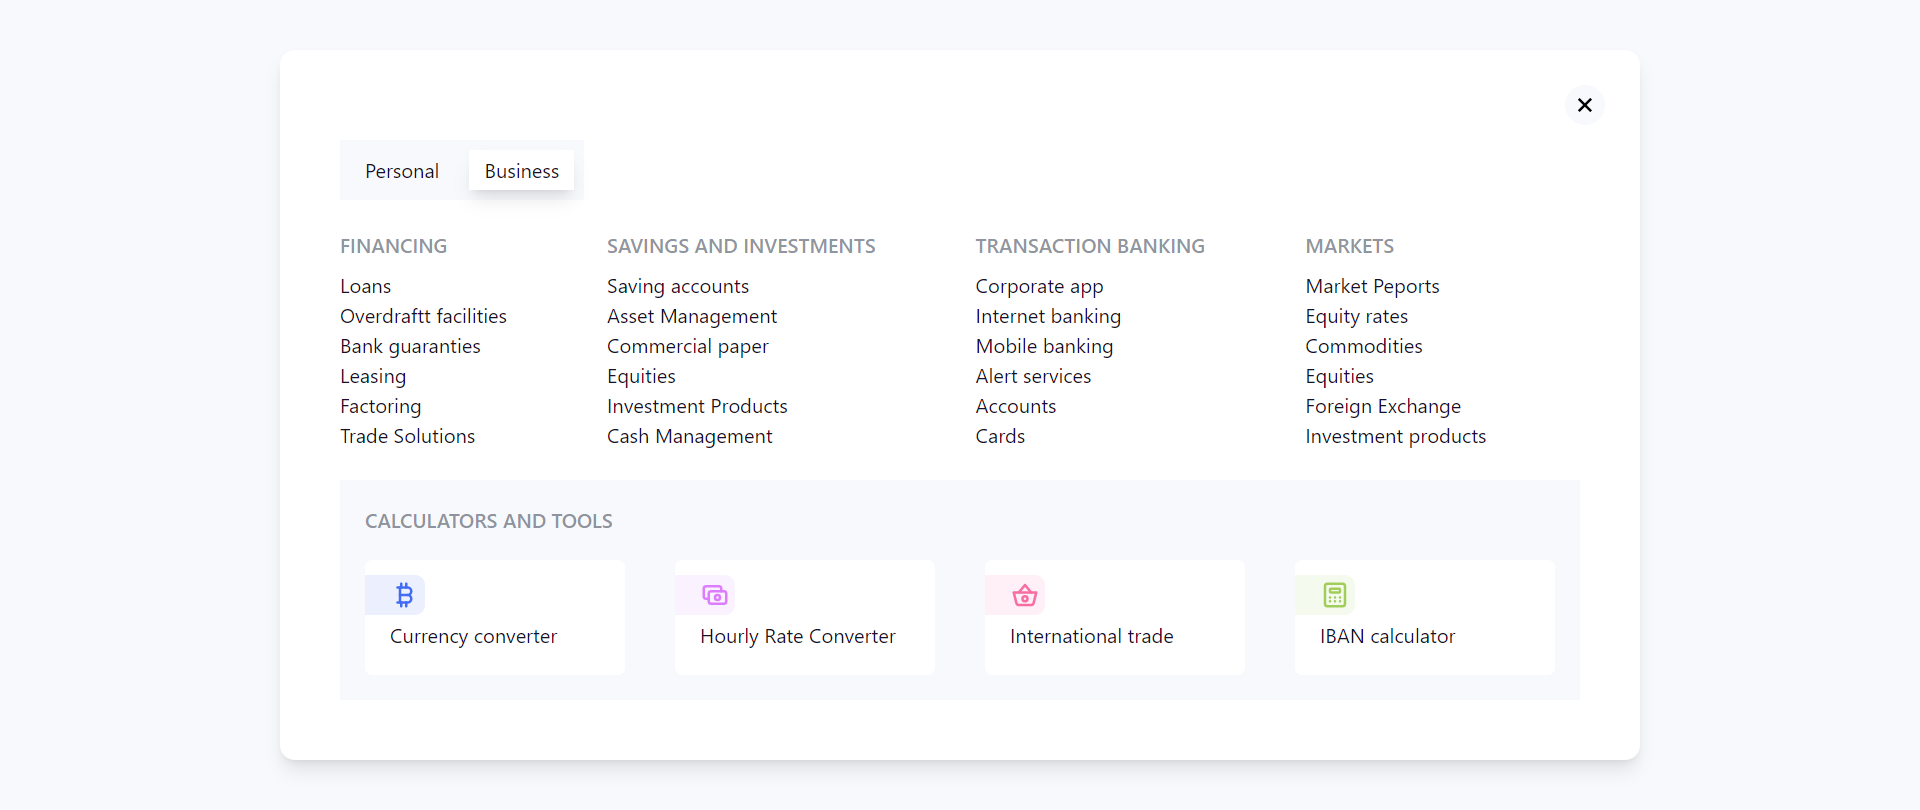 Personal
Business
FINANCING
Loans
Overdraftt facilities
Bank guaranties
Leasing
Factoring
Trade Solutions
SAVINGS AND INVESTMENTS
Saving accounts
Asset Management
Commercial paper
Equities
Investment Products
Cash Management
TRANSACTION BANKING
Corporate app
Internet banking
Mobile banking
Alert services
Accounts
Cards
MARKETS
Market Peports
Equity rates
Commodities
Equities
Foreign Exchange
Investment products
CALCULATORS AND TOOLS
Currency converter
Hourly Rate Converter
International trade
IBAN calculator